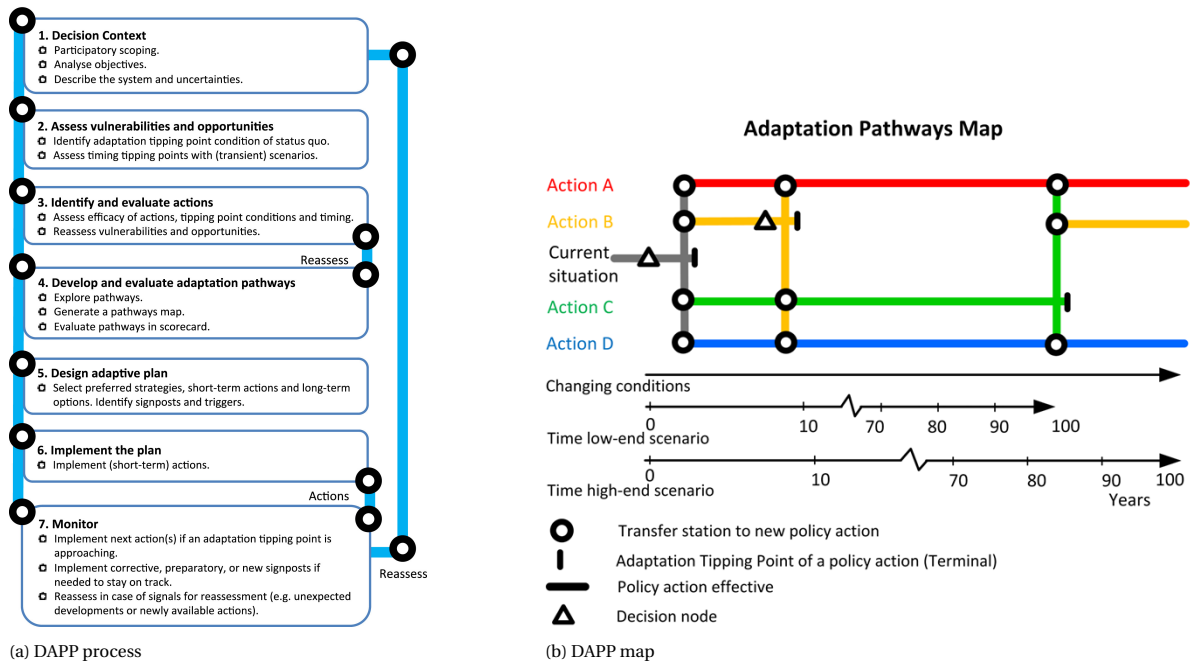 1. Decision Context
Participatory scoping.
Analyse objectives.
Describe the system and uncertainties.
2. Assess vulnerabilities and opportunities
Identify adaptation tipping point condition of status quo.
Assess timing tipping points with (transient) scenarios.
3. Identify and evaluate actions
Assess efficacy of actions, tipping point conditions and timing.
Reassess vulnerabilities and opportunities.
Reassess
4. Develop and evaluate adaptation pathways
Explore pathways.
Generate a pathways map.
Evaluate pathways in scorecard.
5. Design adaptive plan
Select preferred strategies, short-term actions and long-term
options. Identify signposts and triggers.
6. Implement the plan
Implement (short-term) actions.
Actions
7. Monitor
Implement next action(s) if an adaptation tipping point is
approaching.
Implement corrective, preparatory, or new signposts if
needed to stay on track.
Reassess in case of signals for reassessment (e.g. unexpected
developments or newly available actions).
Reassess
(a) DAPP process
Adaptation Pathways Map
Action A
Action B
Current
situation
Action C
Action D
Changing conditions
0 10 70 80 90 100
Time low-end scenario
0 10 70 80 90 100
Time high-end scenario
Years
Transfer station to new policy action
Adaptation Tipping Point of a policy action (Terminal)
Policy action effective
Decision node
(b) DAPP map